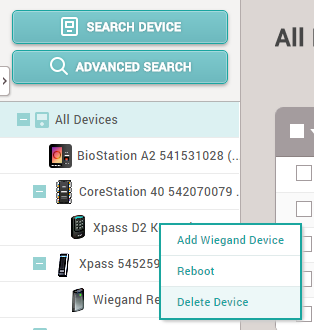 SEARCH DEVICE
ADVANCED SEARCH
All
All Devices
BioStation A2 541531028 (...
CoreStation 40 542070079 ...
Xpass D2 K
Xpass 545259
Wiegand Re
Add Wiegand Device
Reboot
Delete Device